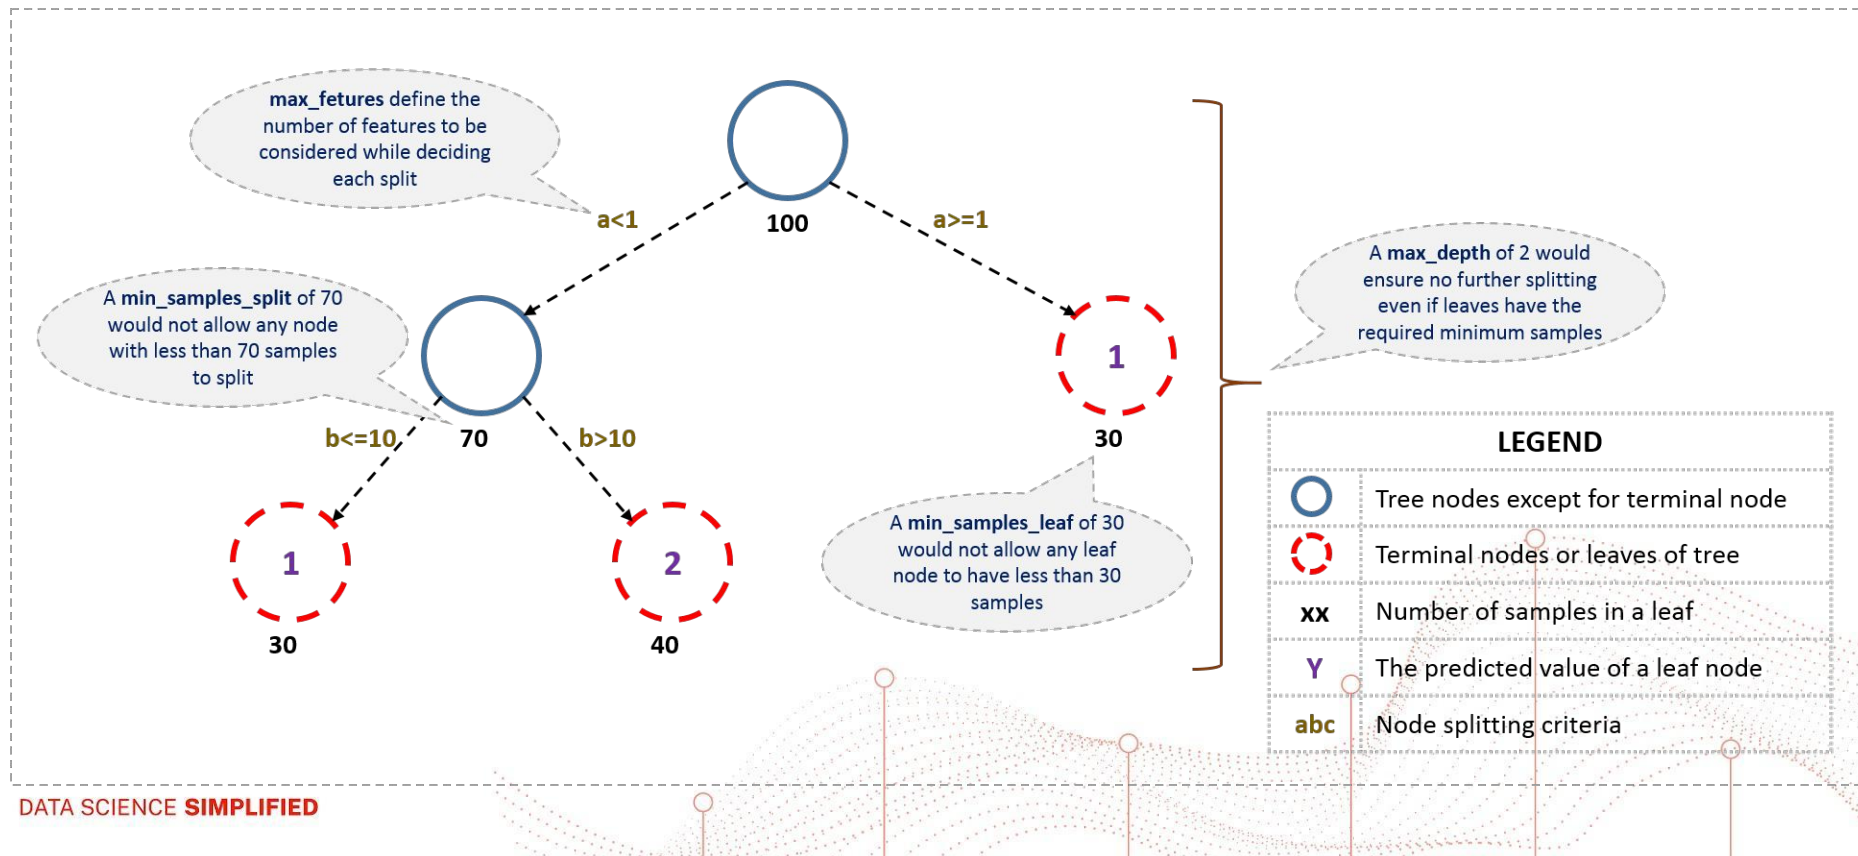 max_fetures define the
number of features to be
considered while deciding
each split
100
a<1
a>=1
A max_depth of 2 would
ensure no further splitting
even if leaves have the
required minimum samples
A min_samples_split of 70
would not allow any node
with less than 70 samples
to split
1
b<=10
70
b>10
30
A min_samples_leaf of 30
would not allow any leaf
node to have less than 30
samples
1
30
2
40
LEGEND
Tree nodes except for terminal node
Terminal nodes or leaves of tree
xx Number of samples in a leaf
Y The predicted value of a leaf node
abc Node splitting criteria
DATA SCIENCE SIMPLIFIED